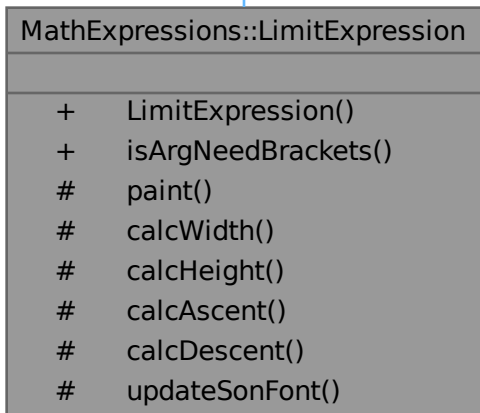 MathExpressions::LimitExpression
+ LimitExpression()
+ isArgNeedBrackets()
# paint()
# calcWidth()
# calcHeight()
# calcAscent()
# calcDescent()
# updateSonFont()